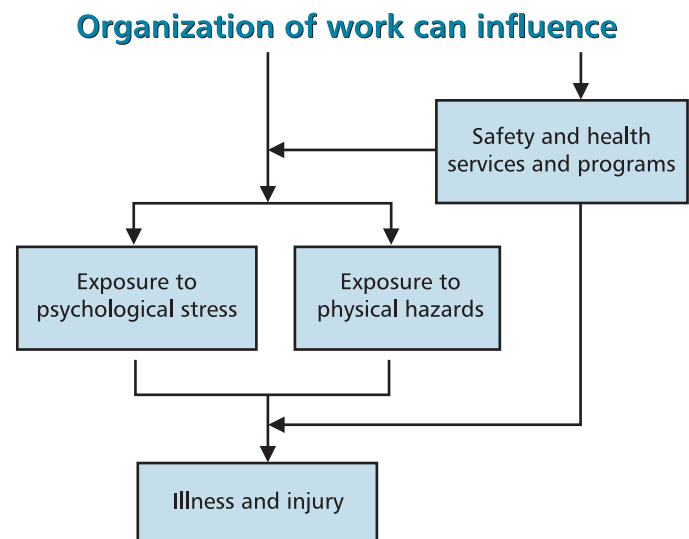 Organization of work can influence
Safety and health
services and programs
Exposure to
psychological stress
Exposure to
physical hazards
Illness and injury